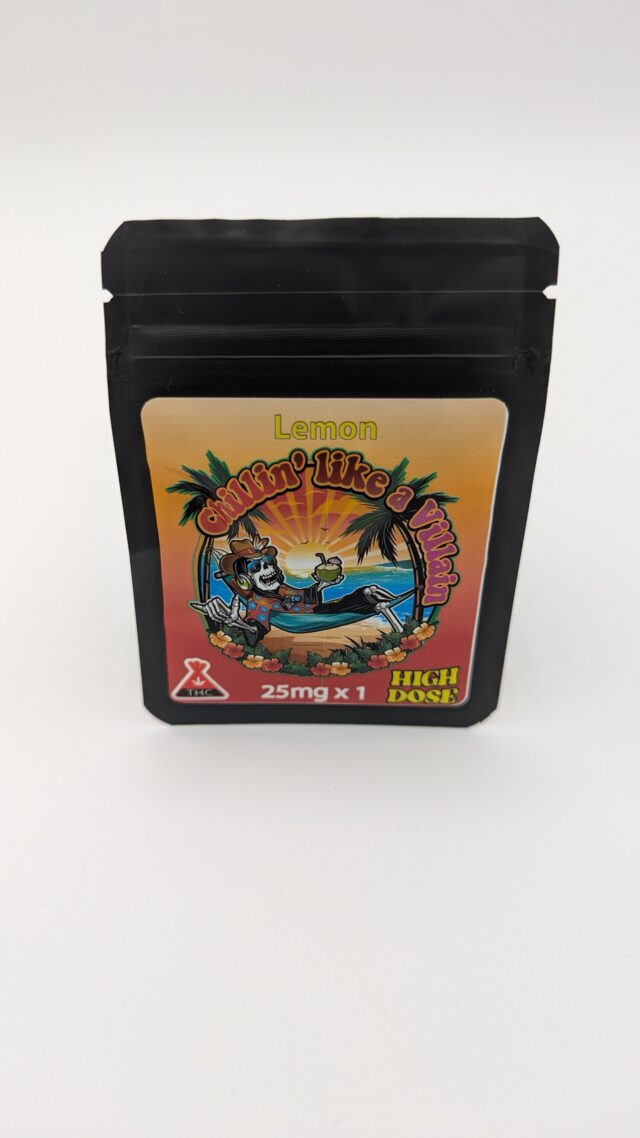 Lemon
Chillin' like a Villain
THC
25mg x 1
HIGH
DOSE